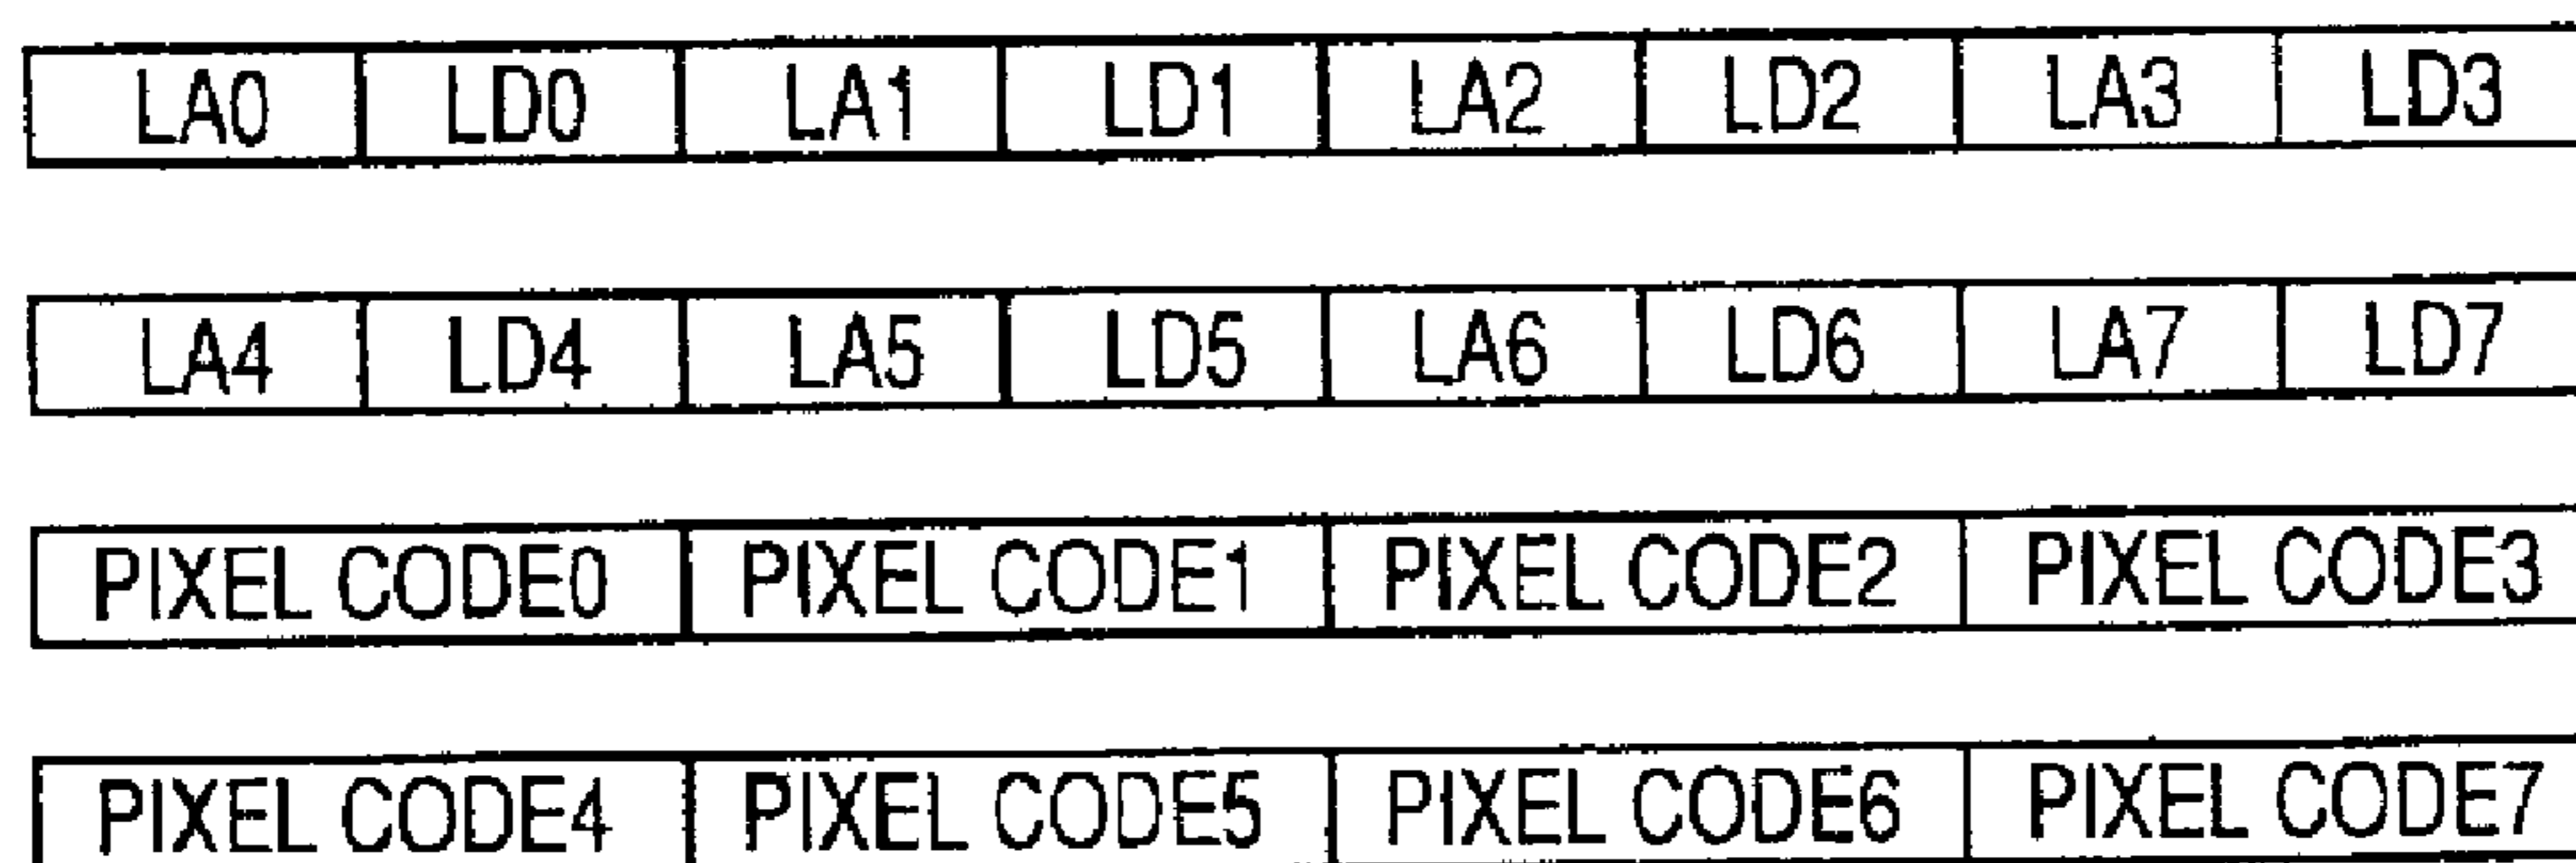 LA0 LD0 LA1 LD1 LA2 LD2 LA3 LD3
LA4 LD4 LA5 LD5 LA6 LD6 LA7 LD7
PIXEL CODE0 PIXEL CODE1 PIXEL CODE2 PIXEL CODE3
PIXEL CODE4 PIXEL CODE5 PIXEL CODE6 PIXEL CODE7